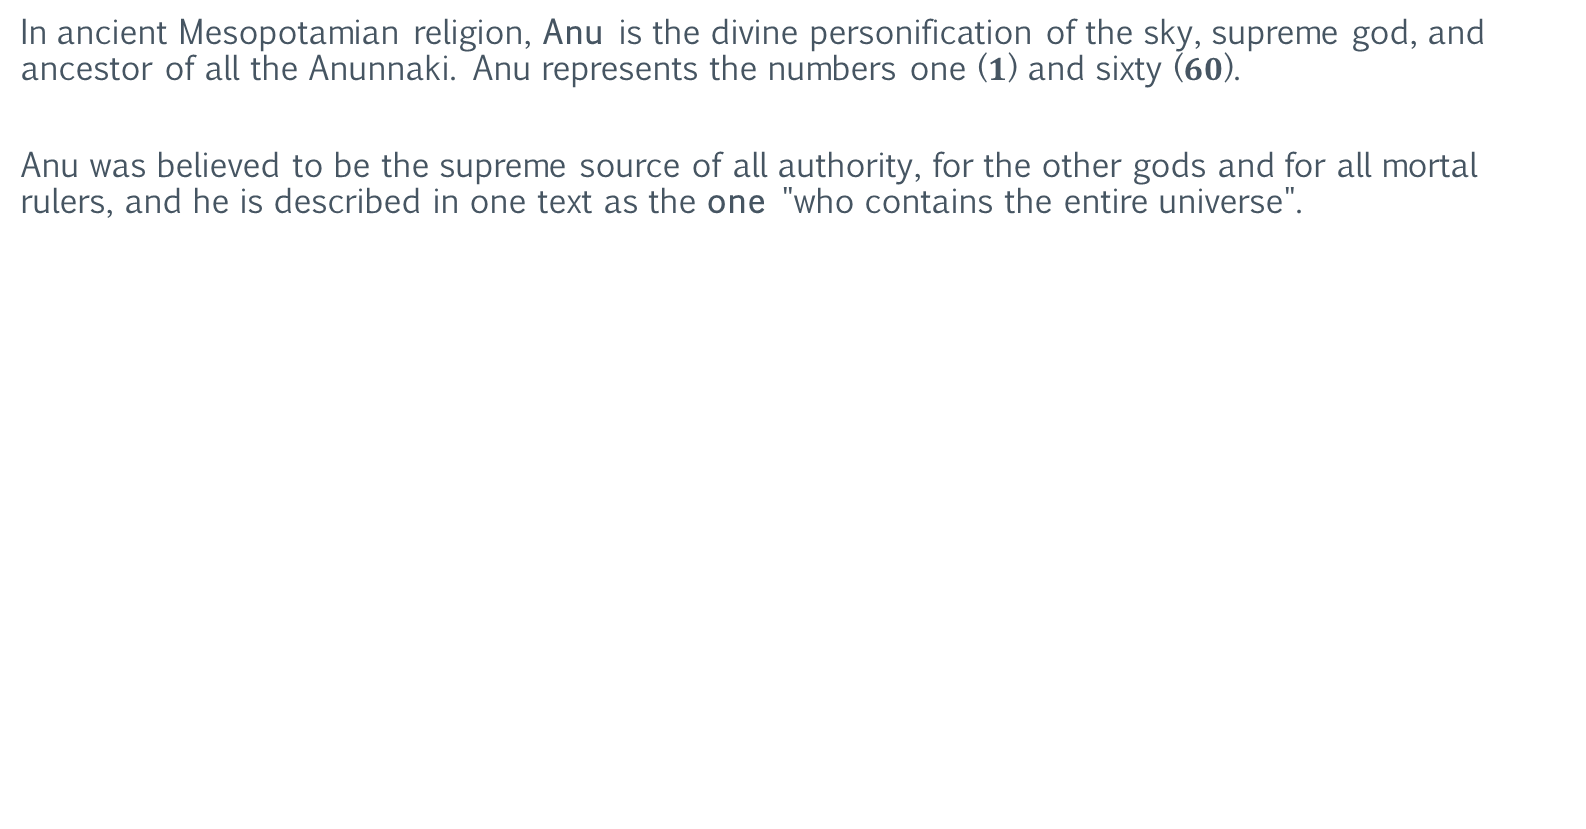 In ancient Mesopotamian religion, Anu is the divine personification of the sky, supreme god, and
ancestor of all the Anunnaki. Anu represents the numbers one (1) and sixty (60).
Anu was believed to be the supreme source of all authority, for the other gods and for all mortal
rulers, and he is described in one text as the one "who contains the entire universe".